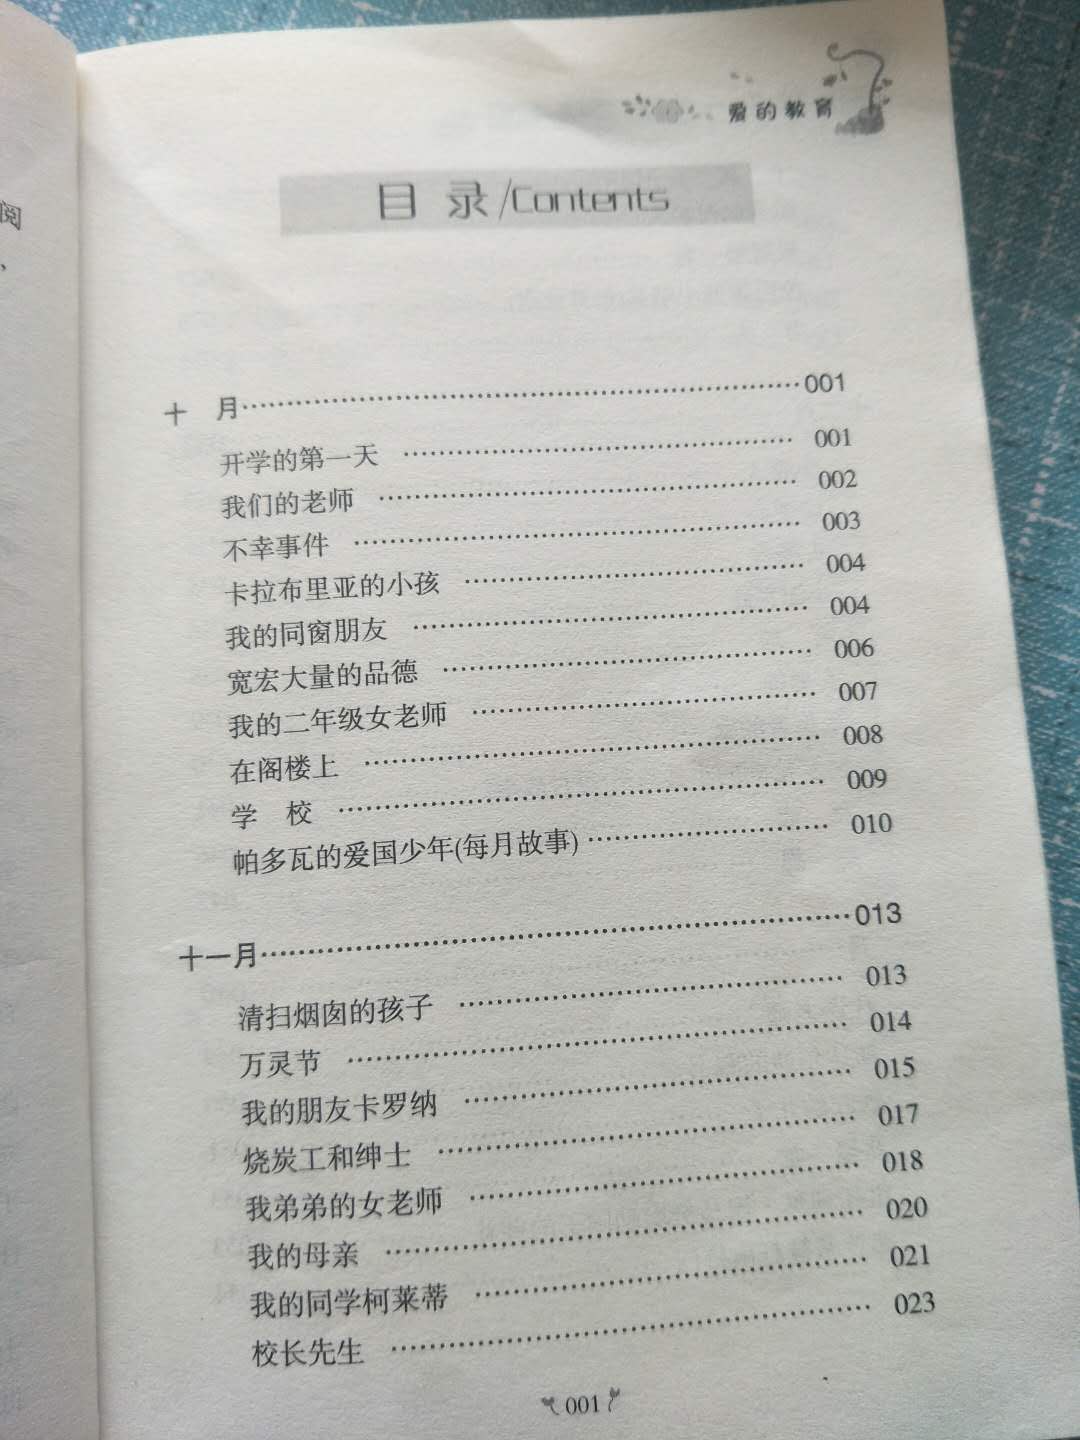 阅
、
爱的教育
目 录/Contents
十 月……………………………………001
开学的第一天 …………………………… 001
我们的老师 ……………………………… 002
不幸事件 ………………………………… 003
卡拉布里亚的小孩 ……………………… 004
我的同窗朋友 …………………………… 004
宽宏大量的品德 ………………………… 006
我的二年级女老师 ……………………… 007
在阁楼上 ………………………………… 008
学 校 …………………………………… 009
帕多瓦的爱国少年(每月故事) ………… 010
十一月……………………………………013
清扫烟囱的孩子 ………………………… 013
万灵节 …………………………………… 014
我的朋友卡罗纳 ………………………… 015
烧炭工和绅士 …………………………… 017
我弟弟的女老师 ………………………… 018
我的母亲 ………………………………… 020
我的同学柯莱蒂 ………………………… 021
校长先生 ………………………………… 023
001